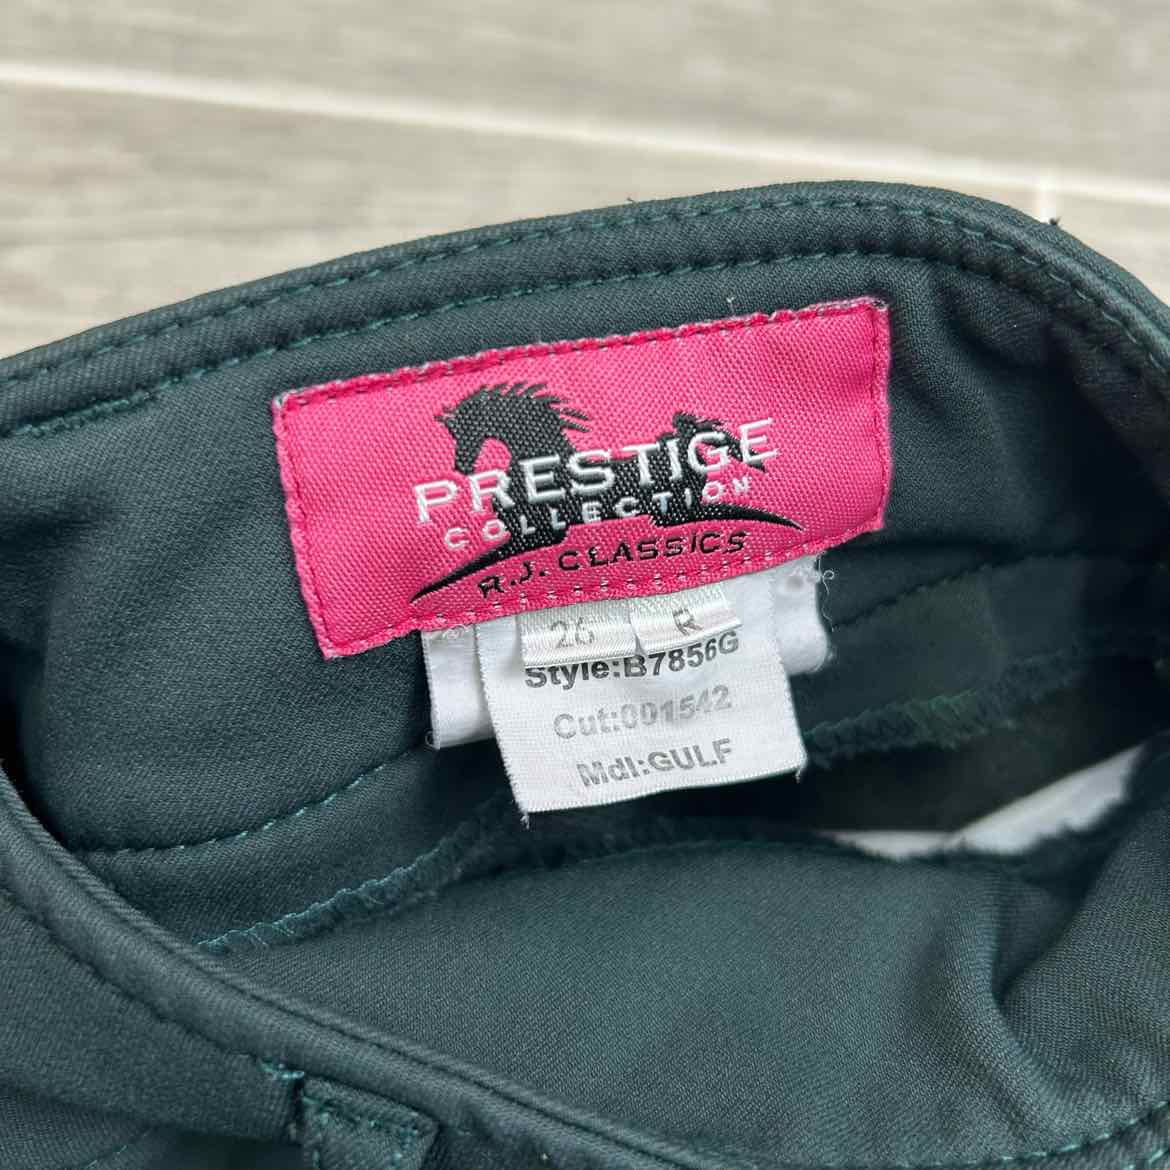 PRESTIGE
COLLECTION
R.J. CLASSICS
26 R
Style:B7856G
Cut:001542
Mdl:GULF